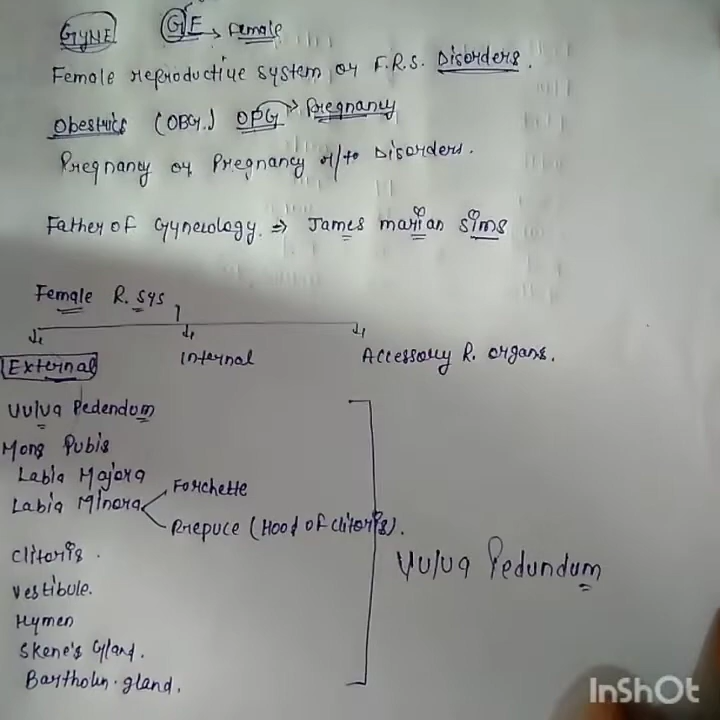 GYNE GE → Female
Female reproductive system or F.R.S. Disorders.
Obestrics (OBG.) OPG → Pregnancy
Pregnancy or Pregnancy r/to Disorders.
Father of Gynecology ⇒ James marian sims
Female R. sys
External Internal Accessory R. organs.
Vulva Pedendum
Mons Pubis
Labia Majora
Labia Minora Forchette
Prepuce (Hood of clitoris).
clitoris.
Vestibule.
Hymen
Skene's Gland.
Bartholin gland.
Vulva Pedundum
InShOt